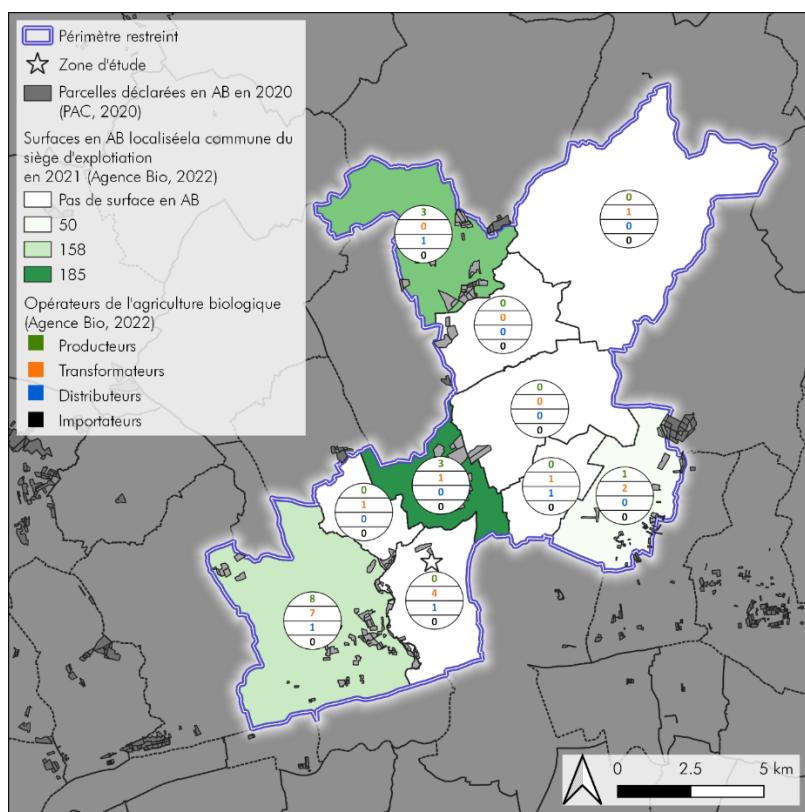 Périmètre restreint
Zone d'étude
Parcelles déclarées en AB en 2020
(PAC, 2020)
Surfaces en AB localiséela commune du
siège d'explotiation
en 2021 (Agence Bio, 2022)
Pas de surface en AB
50
158
185
Opérateurs de l'agriculture biologique
(Agence Bio, 2022)
Producteurs
Transformateurs
Distributeurs
Importateurs
0
1
0
0
3
0
1
0
0
0
0
0
0
0
0
0
3
1
0
0
0
1
1
0
1
2
0
0
0
1
0
0
0
4
1
0
8
7
1
0
0 2.5 5 km